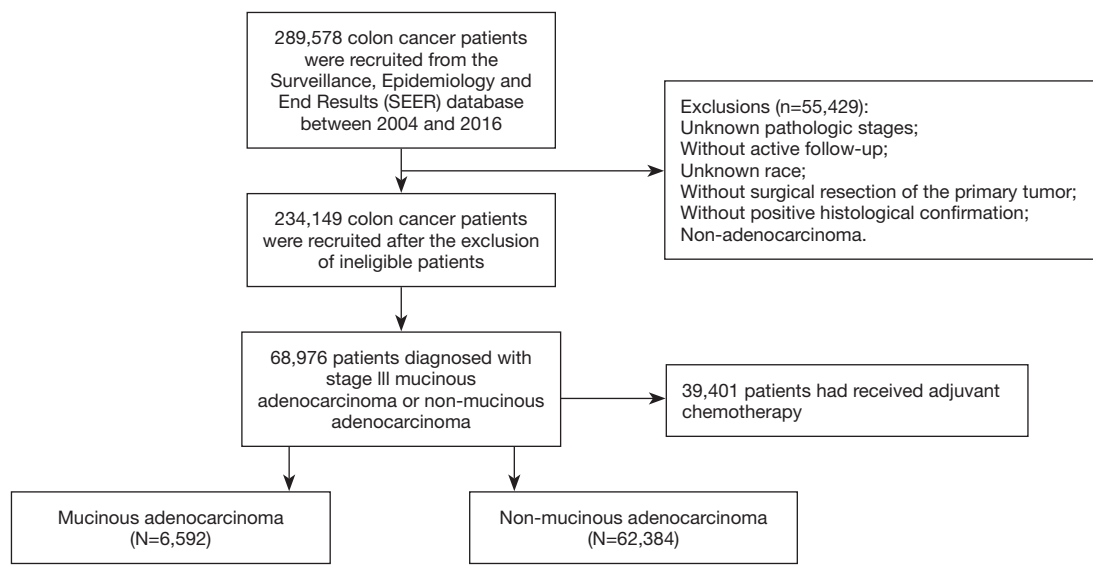 289,578 colon cancer patients
were recruited from the
Surveillance, Epidemiology and
End Results (SEER) database
between 2004 and 2016
Exclusions (n=55,429):
Unknown pathologic stages;
Without active follow-up;
Unknown race;
Without surgical resection of the primary tumor;
Without positive histological confirmation;
Non-adenocarcinoma.
234,149 colon cancer patients
were recruited after the exclusion
of ineligible patients
68,976 patients diagnosed with
stage III mucinous
adenocarcinoma or non-mucinous
adenocarcinoma
39,401 patients had received adjuvant
chemotherapy
Mucinous adenocarcinoma
(N=6,592)
Non-mucinous adenocarcinoma
(N=62,384)